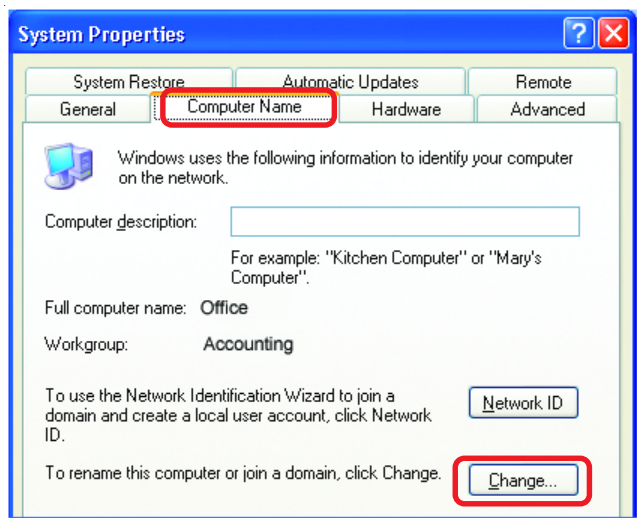 System Properties
System Restore Automatic Updates Remote
General Computer Name Hardware Advanced
Windows uses the following information to identify your computer
on the network.
Computer description:
For example: "Kitchen Computer" or "Mary's
Computer".
Full computer name: Office
Workgroup: Accounting
To use the Network Identification Wizard to join a
domain and create a local user account, click Network
ID.
Network ID
To rename this computer or join a domain, click Change.
Change...